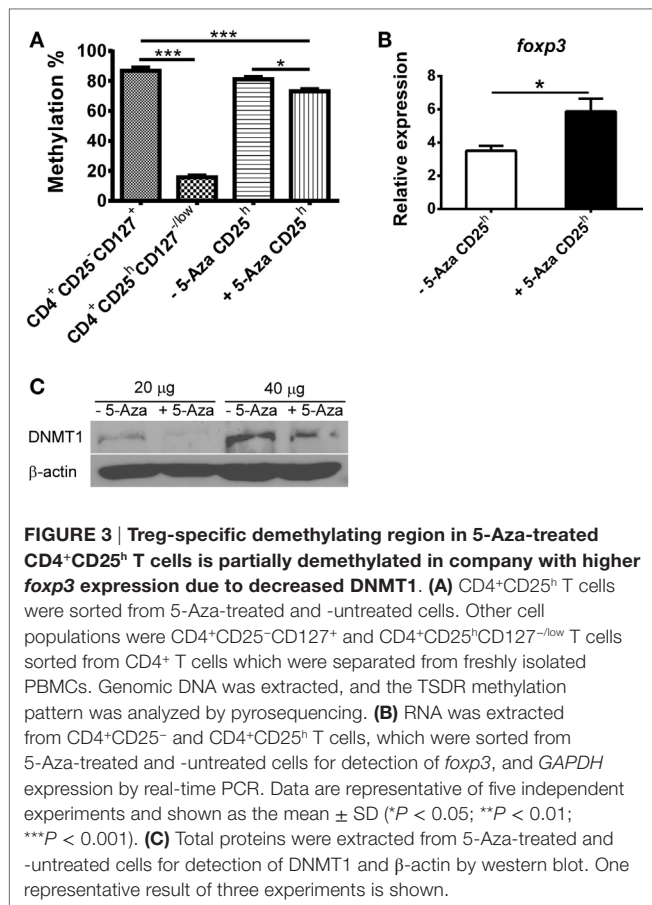 A
B
***
***
*
foxp3
*
Methylation %
100
80
60
40
20
0
CD4⁺CD25⁻CD127⁺
CD4⁺CD25ʰCD127⁻/ˡᵒʷ
- 5-Aza CD25ʰ
+ 5-Aza CD25ʰ
Relative expression
8
6
4
2
0
- 5-Aza CD25ʰ
+ 5-Aza CD25ʰ
C
20 μg 40 μg
- 5-Aza + 5-Aza - 5-Aza + 5-Aza
DNMT1
β-actin
FIGURE 3 | Treg-specific demethylating region in 5-Aza-treated
CD4⁺CD25ʰ T cells is partially demethylated in company with higher
foxp3 expression due to decreased DNMT1. (A) CD4⁺CD25ʰ T cells
were sorted from 5-Aza-treated and -untreated cells. Other cell
populations were CD4⁺CD25⁻CD127⁺ and CD4⁺CD25ʰCD127⁻/ˡᵒʷ T cells
sorted from CD4⁺ T cells which were separated from freshly isolated
PBMCs. Genomic DNA was extracted, and the TSDR methylation
pattern was analyzed by pyrosequencing. (B) RNA was extracted
from CD4⁺CD25⁻ and CD4⁺CD25ʰ T cells, which were sorted from
5-Aza-treated and -untreated cells for detection of foxp3, and GAPDH
expression by real-time PCR. Data are representative of five independent
experiments and shown as the mean ± SD (*P < 0.05; **P < 0.01;
***P < 0.001). (C) Total proteins were extracted from 5-Aza-treated and
-untreated cells for detection of DNMT1 and β-actin by western blot. One
representative result of three experiments is shown.